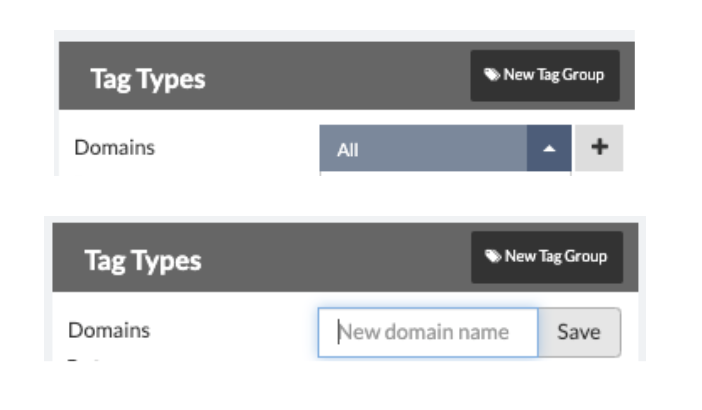 Tag Types
New Tag Group
Domains
All
Tag Types
New Tag Group
Domains
New domain name
Save